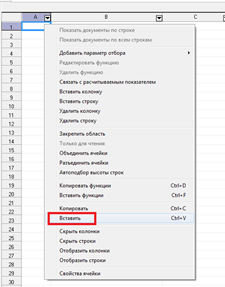 A B C
1 Показать документы по строке
2 Показать документы по всем строкам
3
4 Добавить параметр отбора
5 Редактировать функцию
6 Удалить функцию
7 Связать с расчитываемым показателем
8 Вставить колонку
9 Вставить строку
10 Удалить колонку
11 Удалить строку
12
13 Закрепить область
14 Только для чтения
15 Объединить ячейки
16 Разъединить ячейки
17 Автоподбор высоты строк
18
19 Копировать функции Ctrl+D
20 Вставить функции Ctrl+F
21
22 Копировать Ctrl+C
23 Вставить Ctrl+V
24
25 Скрыть колонки
26 Скрыть строки
27 Отобразить колонки
28 Отобразить строки
29
30 Свойства ячейки